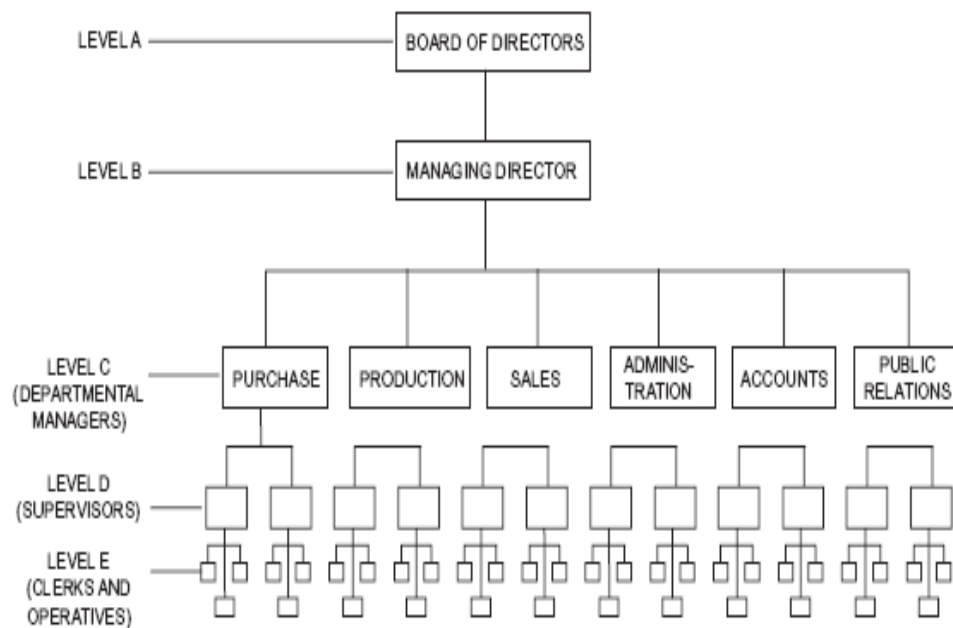 LEVEL A
BOARD OF DIRECTORS
LEVEL B
MANAGING DIRECTOR
LEVEL C
(DEPARTMENTAL
MANAGERS)
PURCHASE
PRODUCTION
SALES
ADMINIS-
TRATION
ACCOUNTS
PUBLIC
RELATIONS
LEVEL D
(SUPERVISORS)
LEVEL E
(CLERKS AND
OPERATIVES)